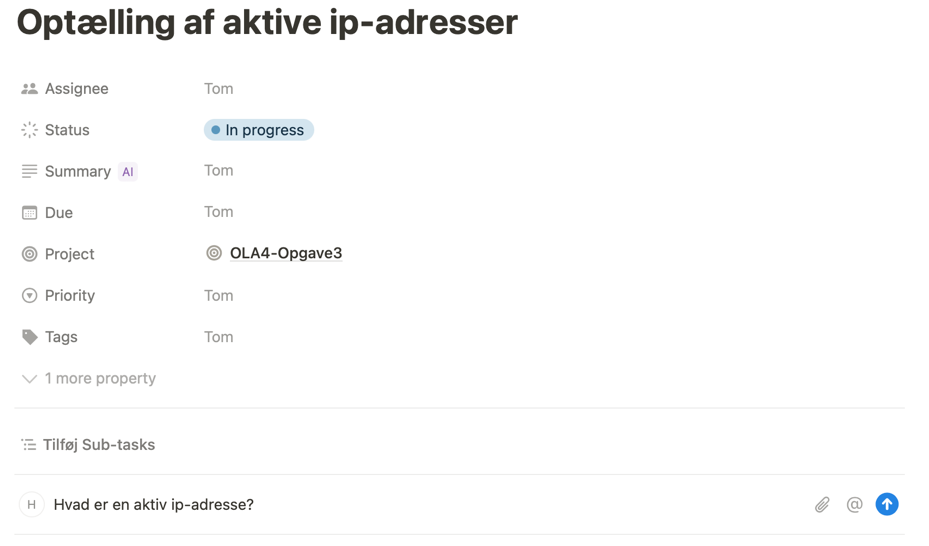 Optælling af aktive ip-adresser
Assignee Tom
Status In progress
Summary AI Tom
Due Tom
Project OLA4-Opgave3
Priority Tom
Tags Tom
1 more property
Tilføj Sub-tasks
H Hvad er en aktiv ip-adresse? @